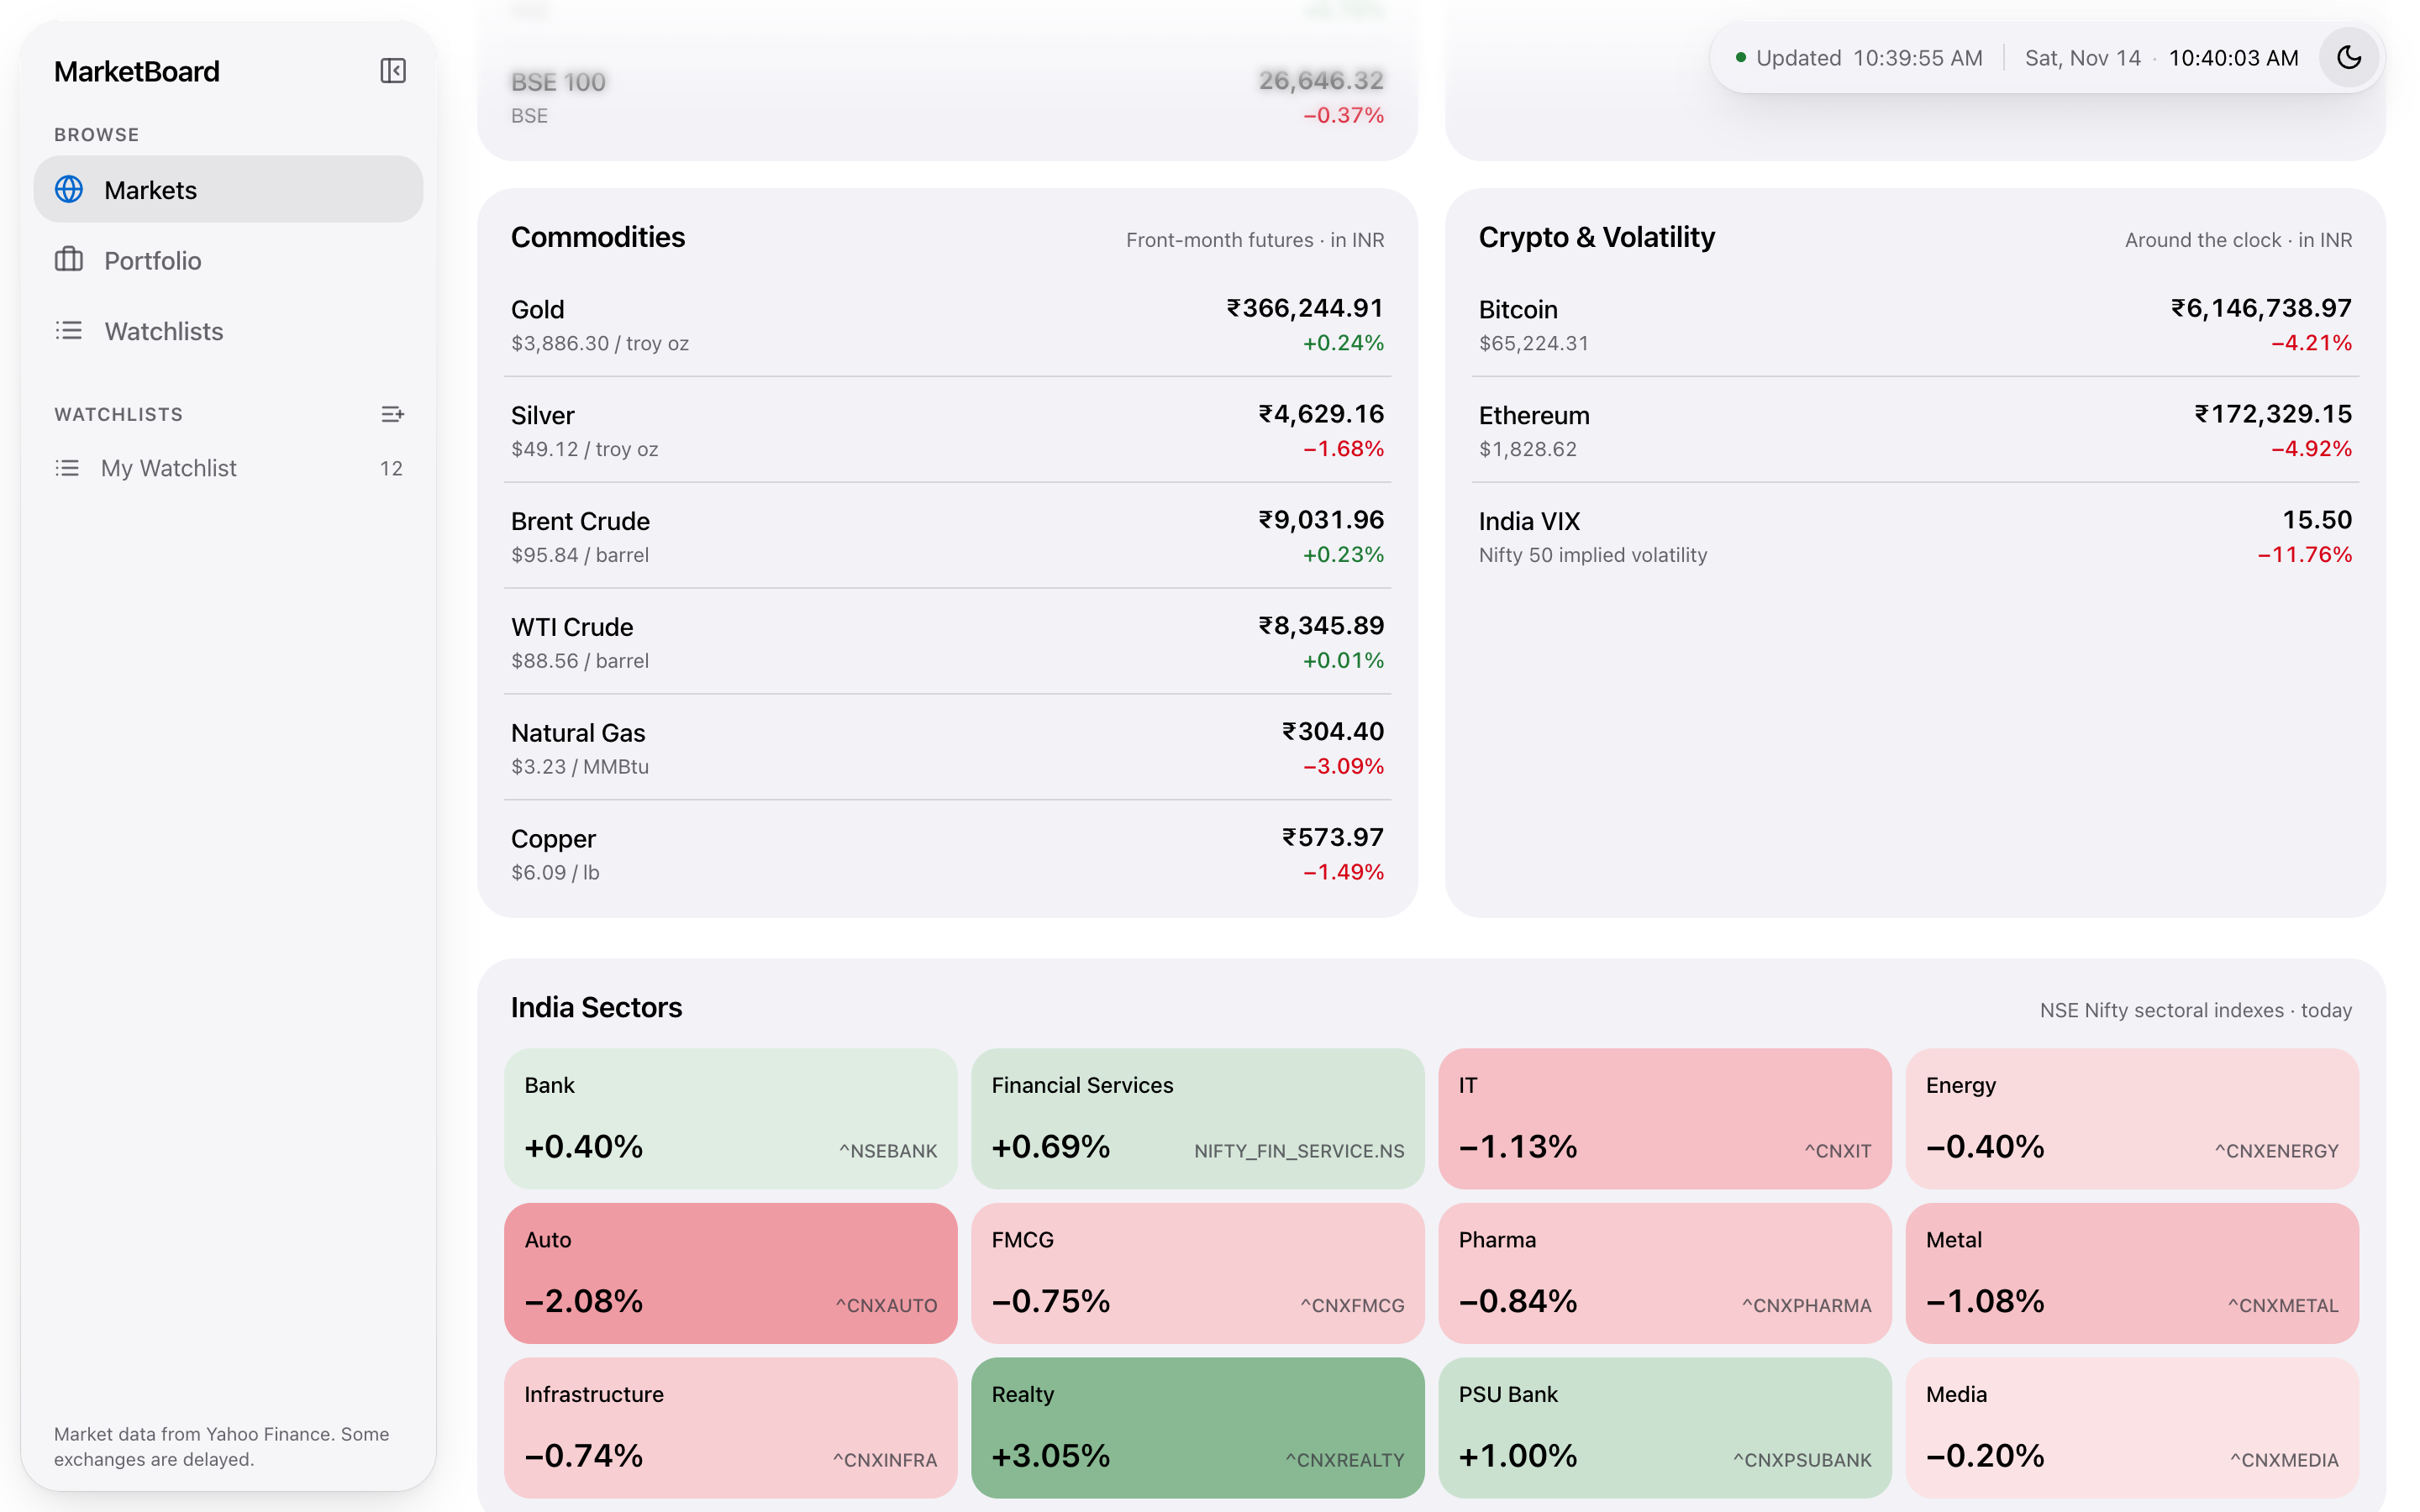 MarketBoard
BROWSE
Markets
Portfolio
Watchlists
WATCHLISTS
My Watchlist 12
Market data from Yahoo Finance. Some
exchanges are delayed.
Updated 10:39:55 AM Sat, Nov 14 · 10:40:03 AM
BSE 100 26,646.32
BSE −0.37%
Commodities Front-month futures · in INR
Gold ₹366,244.91
$3,886.30 / troy oz +0.24%
Silver ₹4,629.16
$49.12 / troy oz −1.68%
Brent Crude ₹9,031.96
$95.84 / barrel +0.23%
WTI Crude ₹8,345.89
$88.56 / barrel +0.01%
Natural Gas ₹304.40
$3.23 / MMBtu −3.09%
Copper ₹573.97
$6.09 / lb −1.49%
Crypto & Volatility Around the clock · in INR
Bitcoin ₹6,146,738.97
$65,224.31 −4.21%
Ethereum ₹172,329.15
$1,828.62 −4.92%
India VIX 15.50
Nifty 50 implied volatility −11.76%
India Sectors NSE Nifty sectoral indexes · today
Bank
+0.40% ^NSEBANK
Financial Services
+0.69% NIFTY_FIN_SERVICE.NS
IT
−1.13% ^CNXIT
Energy
−0.40% ^CNXENERGY
Auto
−2.08% ^CNXAUTO
FMCG
−0.75% ^CNXFMCG
Pharma
−0.84% ^CNXPHARMA
Metal
−1.08% ^CNXMETAL
Infrastructure
−0.74% ^CNXINFRA
Realty
+3.05% ^CNXREALTY
PSU Bank
+1.00% ^CNXPSUBANK
Media
−0.20% ^CNXMEDIA